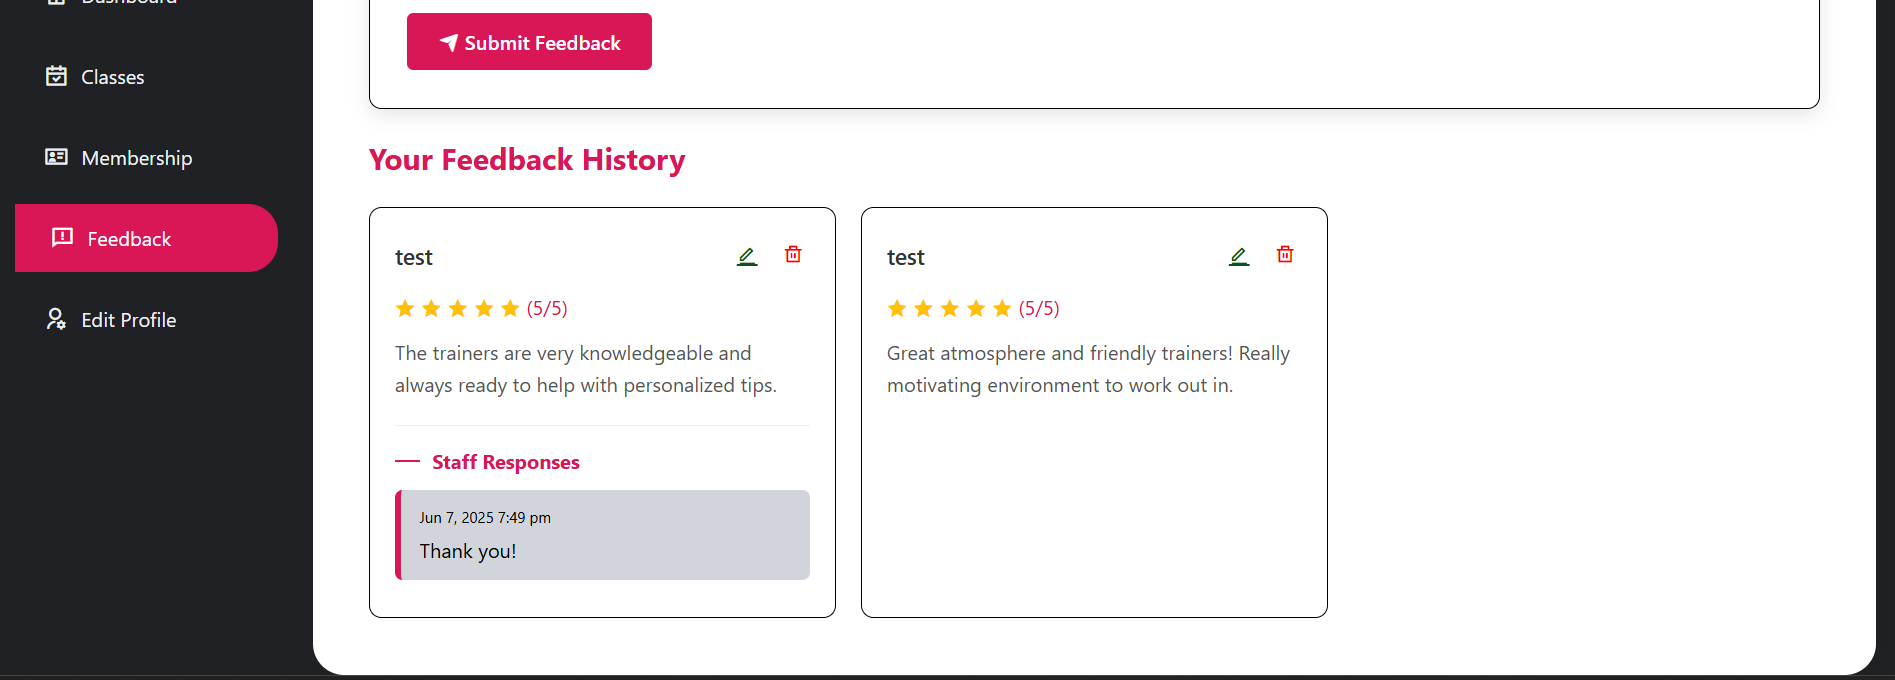 Dashboard
Classes
Membership
Feedback
Edit Profile
Submit Feedback
Your Feedback History
test
(5/5)
The trainers are very knowledgeable and
always ready to help with personalized tips.
Staff Responses
Jun 7, 2025 7:49 pm
Thank you!
test
(5/5)
Great atmosphere and friendly trainers! Really
motivating environment to work out in.